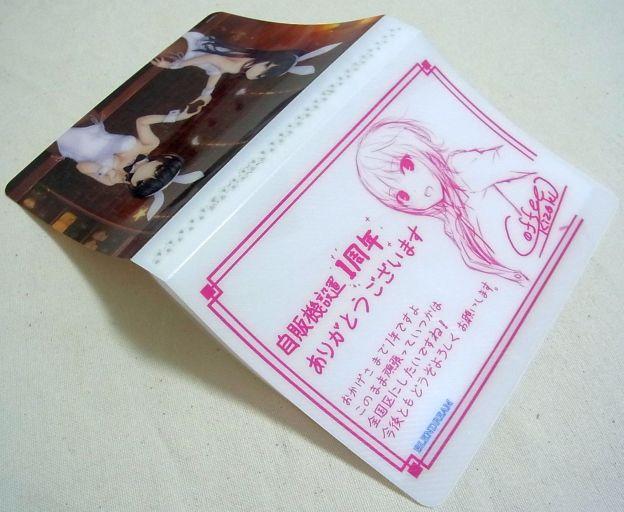 Coffee
Kizoku
自販機設置1周年
ありがとうございます
おかげさまで1年ですよ
このまま頑張っていつかは
全国区にしたいですね!
今後ともどうぞよろしくお願いします。
BLENDREAM